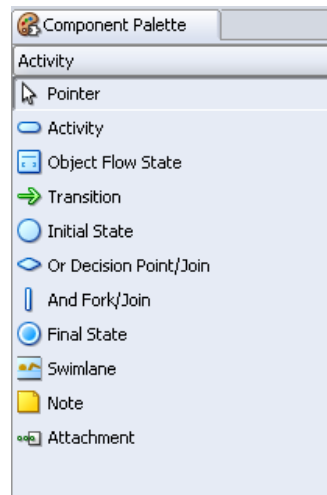 Component Palette
Activity
Pointer
Activity
Object Flow State
Transition
Initial State
Or Decision Point/Join
And Fork/Join
Final State
Swimlane
Note
Attachment